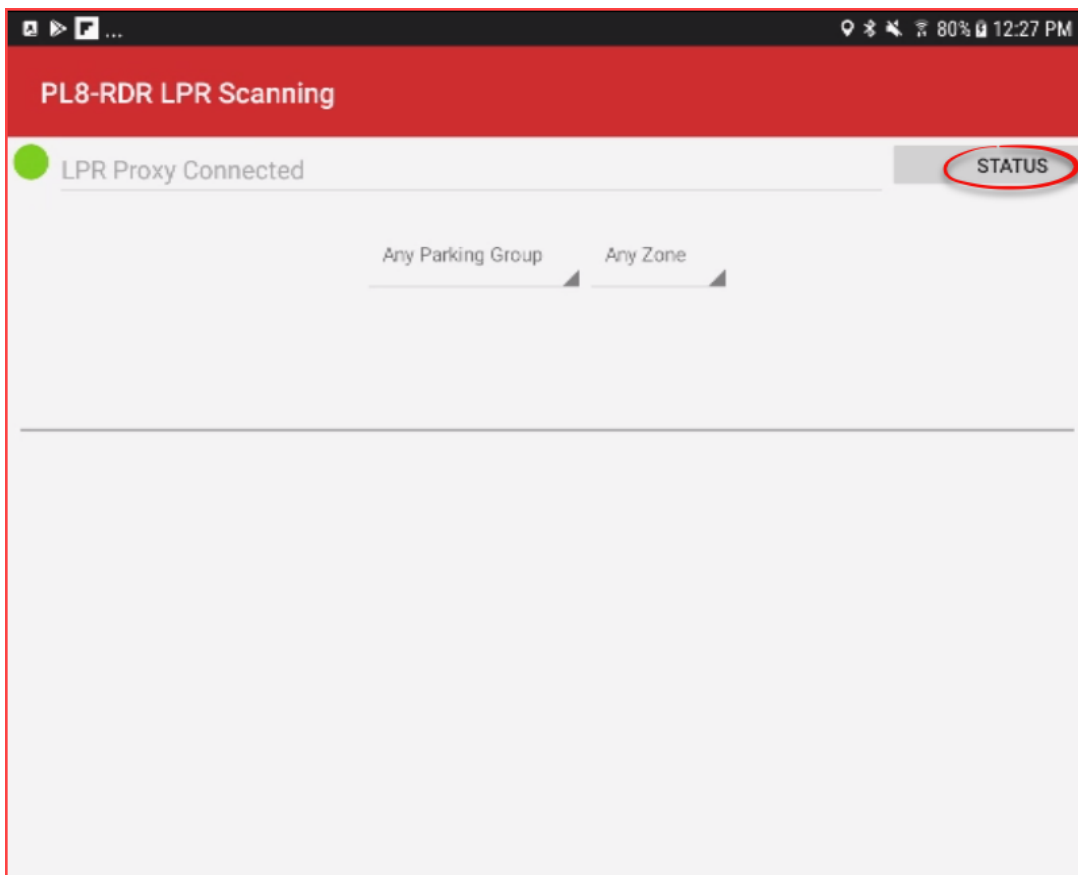 ... 80% 12:27 PM
PL8-RDR LPR Scanning
LPR Proxy Connected STATUS
Any Parking Group Any Zone